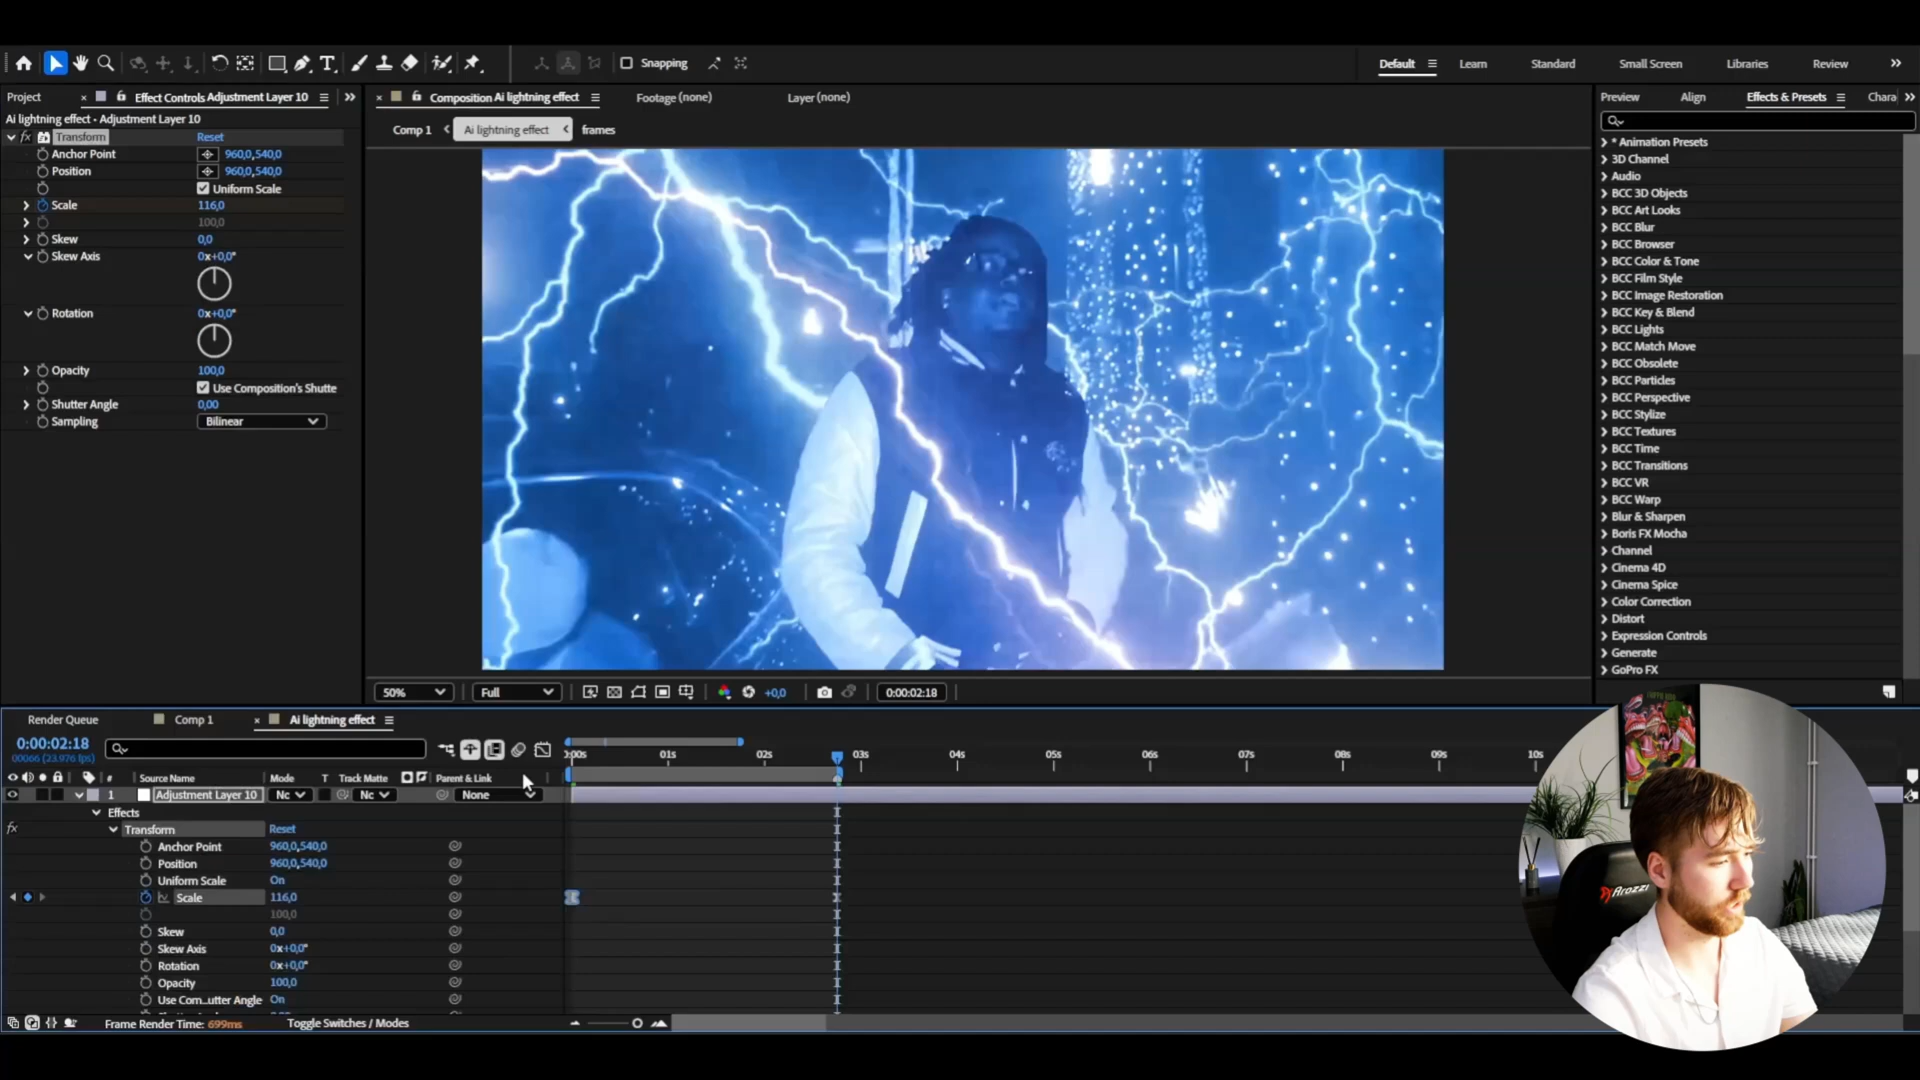 Snapping
Default
Learn
Standard
Small Screen
Libraries
Review
Project
Effect Controls Adjustment Layer 10
Composition Ai lightning effect
Footage (none)
Layer (none)
Preview
Align
Effects & Presets
Chara
Ai lightning effect - Adjustment Layer 10
Comp 1
Ai lightning effect
frames
fx Transform Reset
Anchor Point 960,0,540,0
Position 960,0,540,0
Uniform Scale
Scale 116,0
100,0
Skew 0,0
Skew Axis 0x+0,0°
Rotation 0x+0,0°
Opacity 100,0
Use Composition's Shutte
Shutter Angle 0,00
Sampling Bilinear
* Animation Presets
3D Channel
Audio
BCC 3D Objects
BCC Art Looks
BCC Blur
BCC Browser
BCC Color & Tone
BCC Film Style
BCC Image Restoration
BCC Key & Blend
BCC Lights
BCC Match Move
BCC Obsolete
BCC Particles
BCC Perspective
BCC Stylize
BCC Textures
BCC Time
BCC Transitions
BCC VR
BCC Warp
Blur & Sharpen
Boris FX Mocha
Channel
Cinema 4D
Cinema Spice
Color Correction
Distort
Expression Controls
Generate
GoPro FX
50%
Full
+0,0
0:00:02:18
Render Queue
Comp 1
Ai lightning effect
0:00:02:18
00066 (23.976 fps)
:00s 01s 02s 03s 04s 05s 06s 07s 08s 09s 10s
# Source Name Mode T Track Matte Parent & Link
1 Adjustment Layer 10 Nc Nc None
Effects
fx Transform Reset
Anchor Point 960,0,540,0
Position 960,0,540,0
Uniform Scale On
Scale 116,0
100,0
Skew 0,0
Skew Axis 0x+0,0°
Rotation 0x+0,0°
Opacity 100,0
Use Com...utter Angle On
Frame Render Time: 699ms
Toggle Switches / Modes
Arozzi